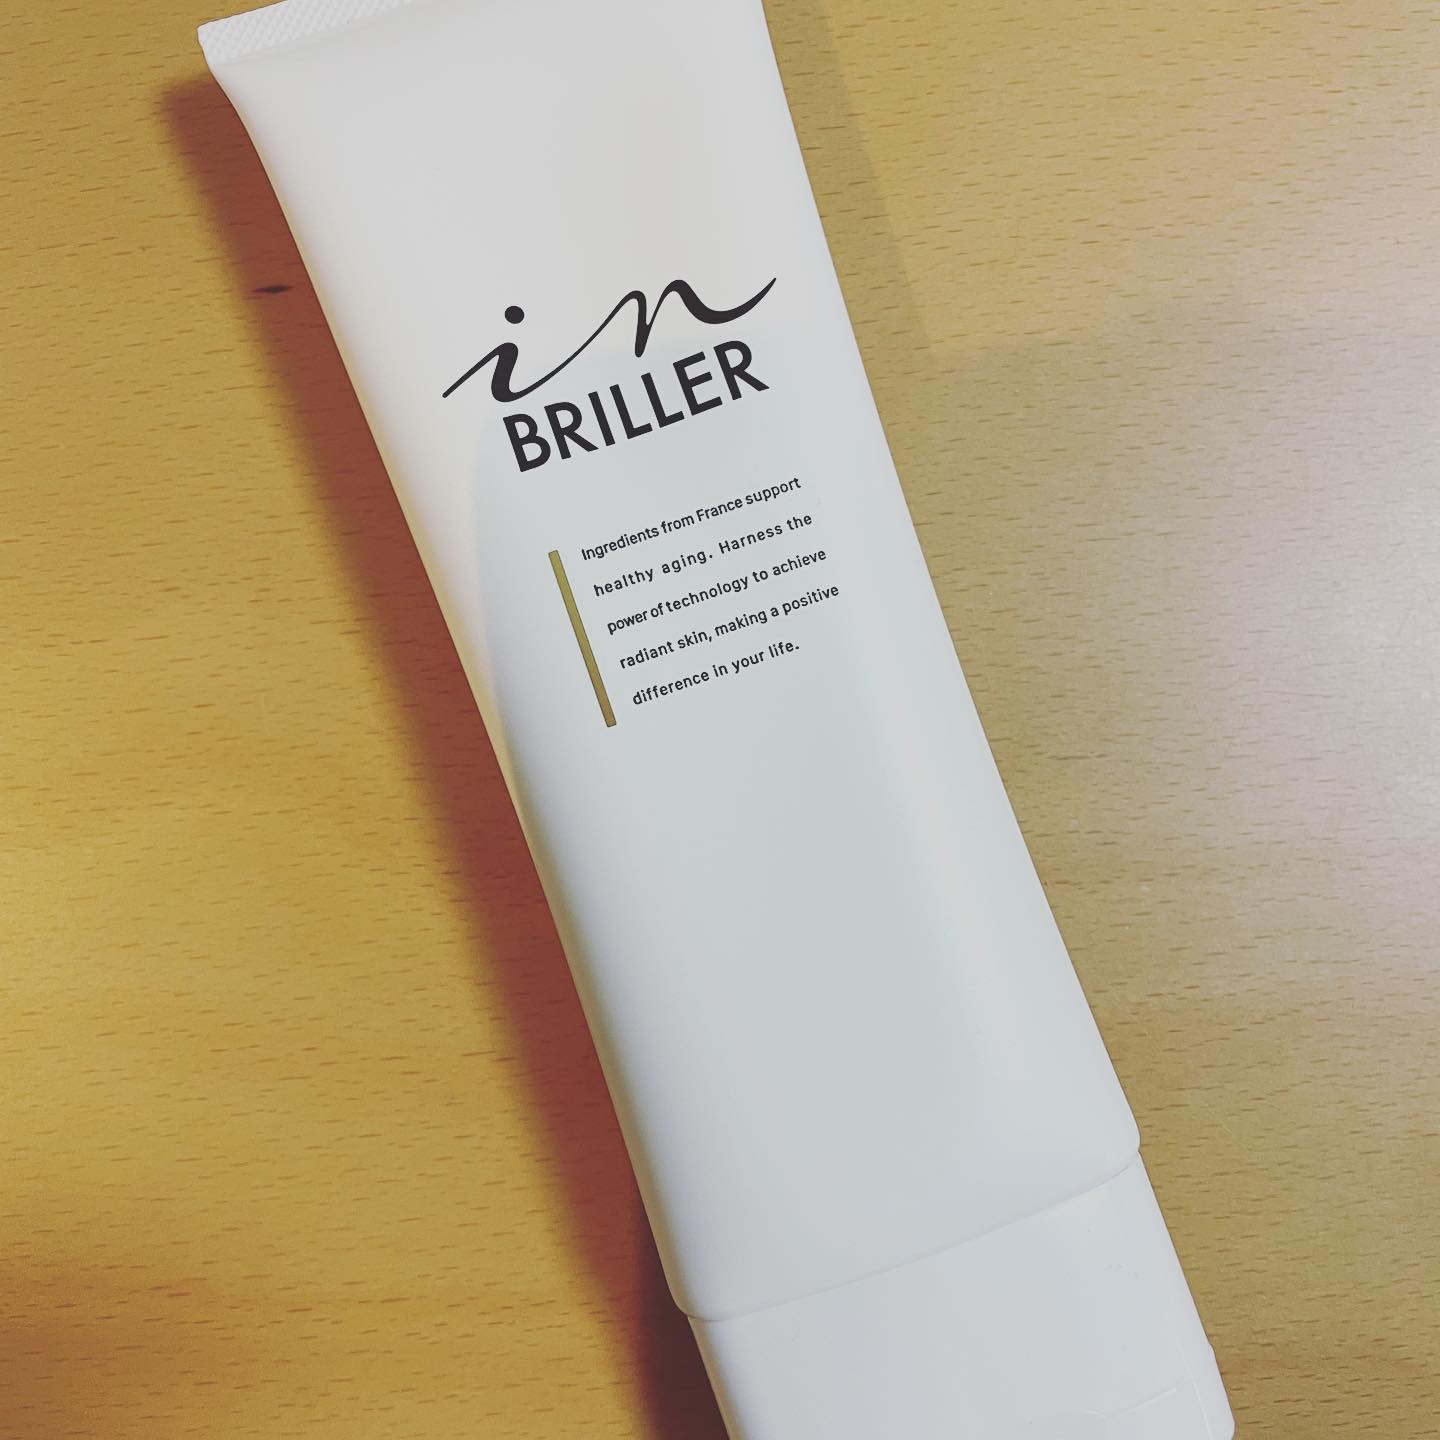 in
BRILLER
Ingredients from France support
healthy aging. Harness the
power of technology to achieve
radiant skin, making a positive
difference in your life.